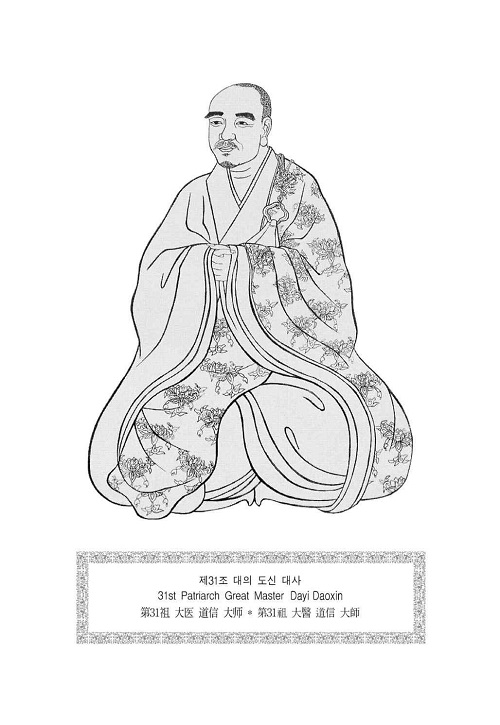 제31조 대의 도신 대사
31st Patriarch Great Master Dayi Daoxin
第31祖 大医 道信 大师 * 第31祖 大醫 道信 大師